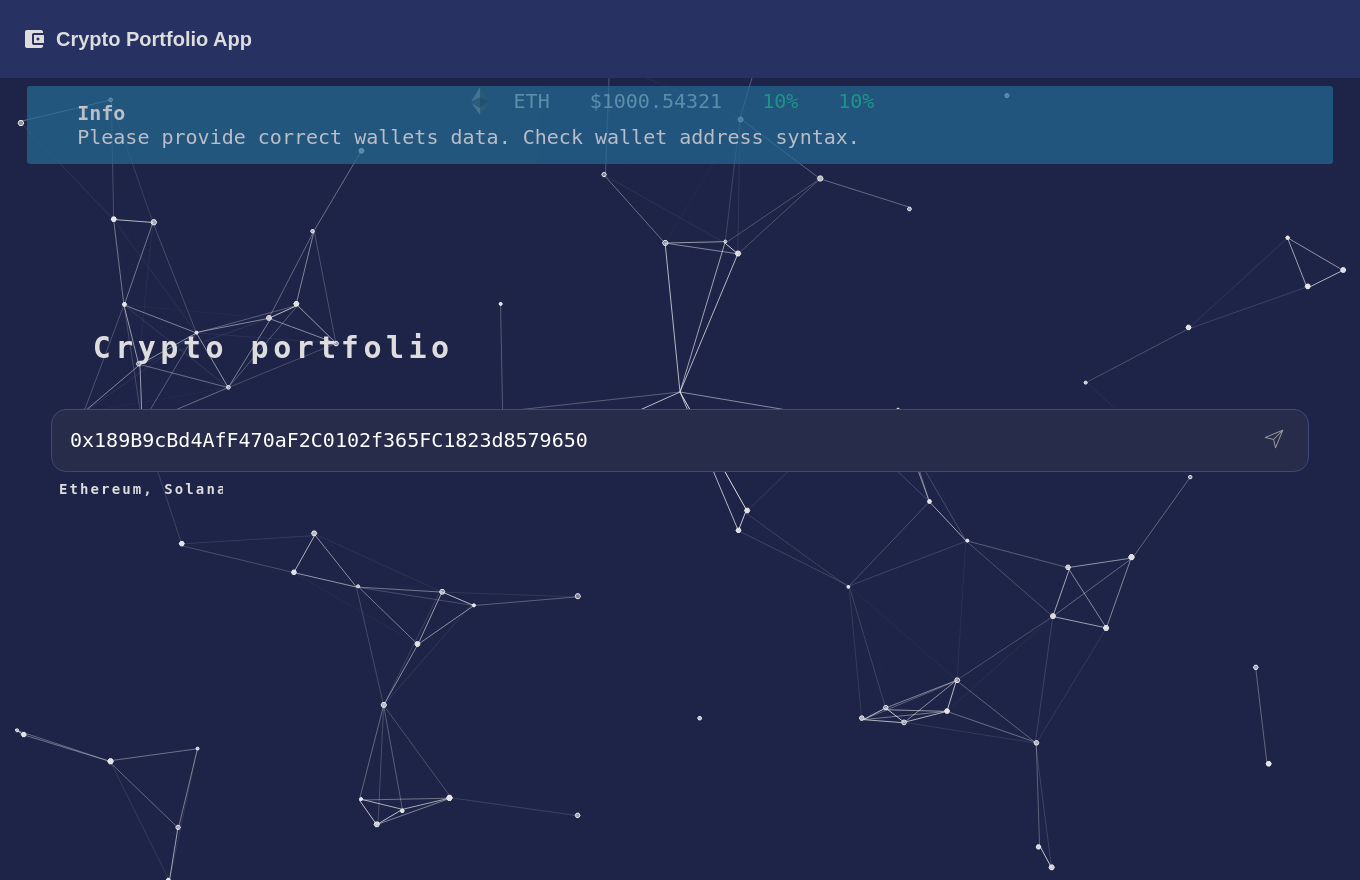 Crypto Portfolio App
ETH $1000.54321 10% 10%
Info
Please provide correct wallets data. Check wallet address syntax.
Crypto portfolio
0x189B9cBd4AfF470aF2C0102f365FC1823d8579650
Ethereum, Solana